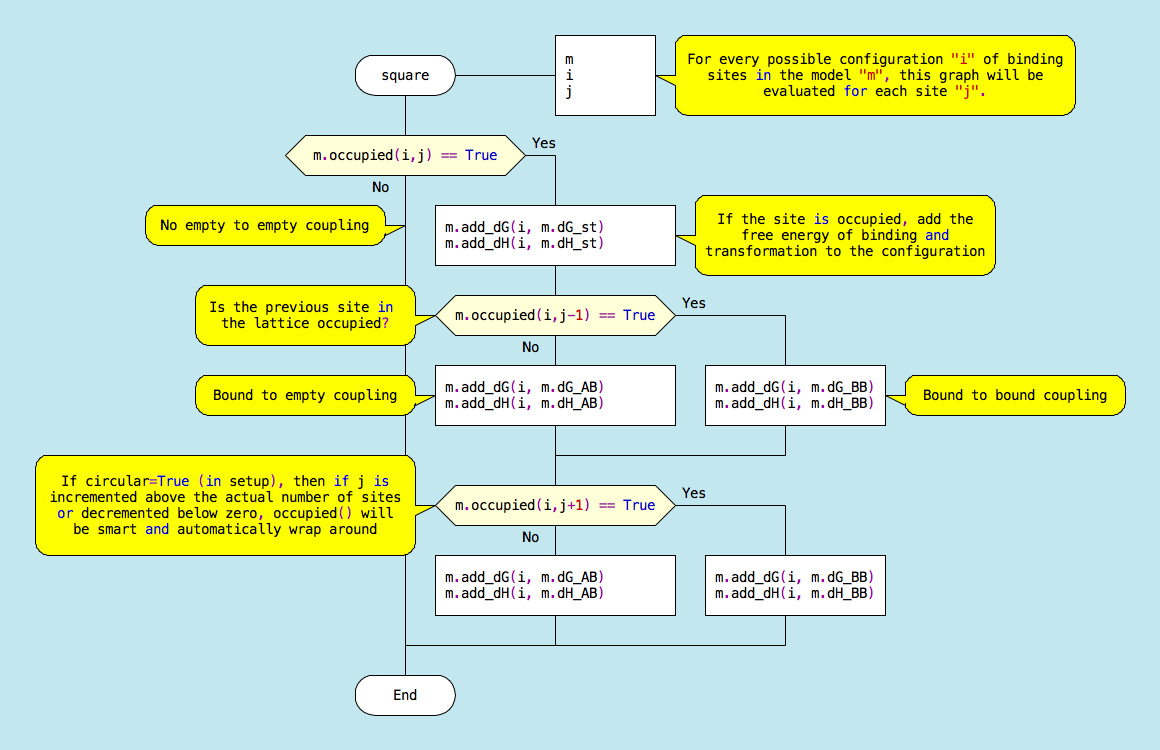 square
m
i
j
For every possible configuration "i" of binding
sites in the model "m", this graph will be
evaluated for each site "j".
m.occupied(i,j) == True
Yes
No
No empty to empty coupling
m.add_dG(i, m.dG_st)
m.add_dH(i, m.dH_st)
If the site is occupied, add the
free energy of binding and
transformation to the configuration
Is the previous site in
the lattice occupied?
m.occupied(i,j-1) == True
Yes
No
Bound to empty coupling
m.add_dG(i, m.dG_AB)
m.add_dH(i, m.dH_AB)
m.add_dG(i, m.dG_BB)
m.add_dH(i, m.dH_BB)
Bound to bound coupling
If circular=True (in setup), then if j is
incremented above the actual number of sites
or decremented below zero, occupied() will
be smart and automatically wrap around
m.occupied(i,j+1) == True
Yes
No
m.add_dG(i, m.dG_AB)
m.add_dH(i, m.dH_AB)
m.add_dG(i, m.dG_BB)
m.add_dH(i, m.dH_BB)
End